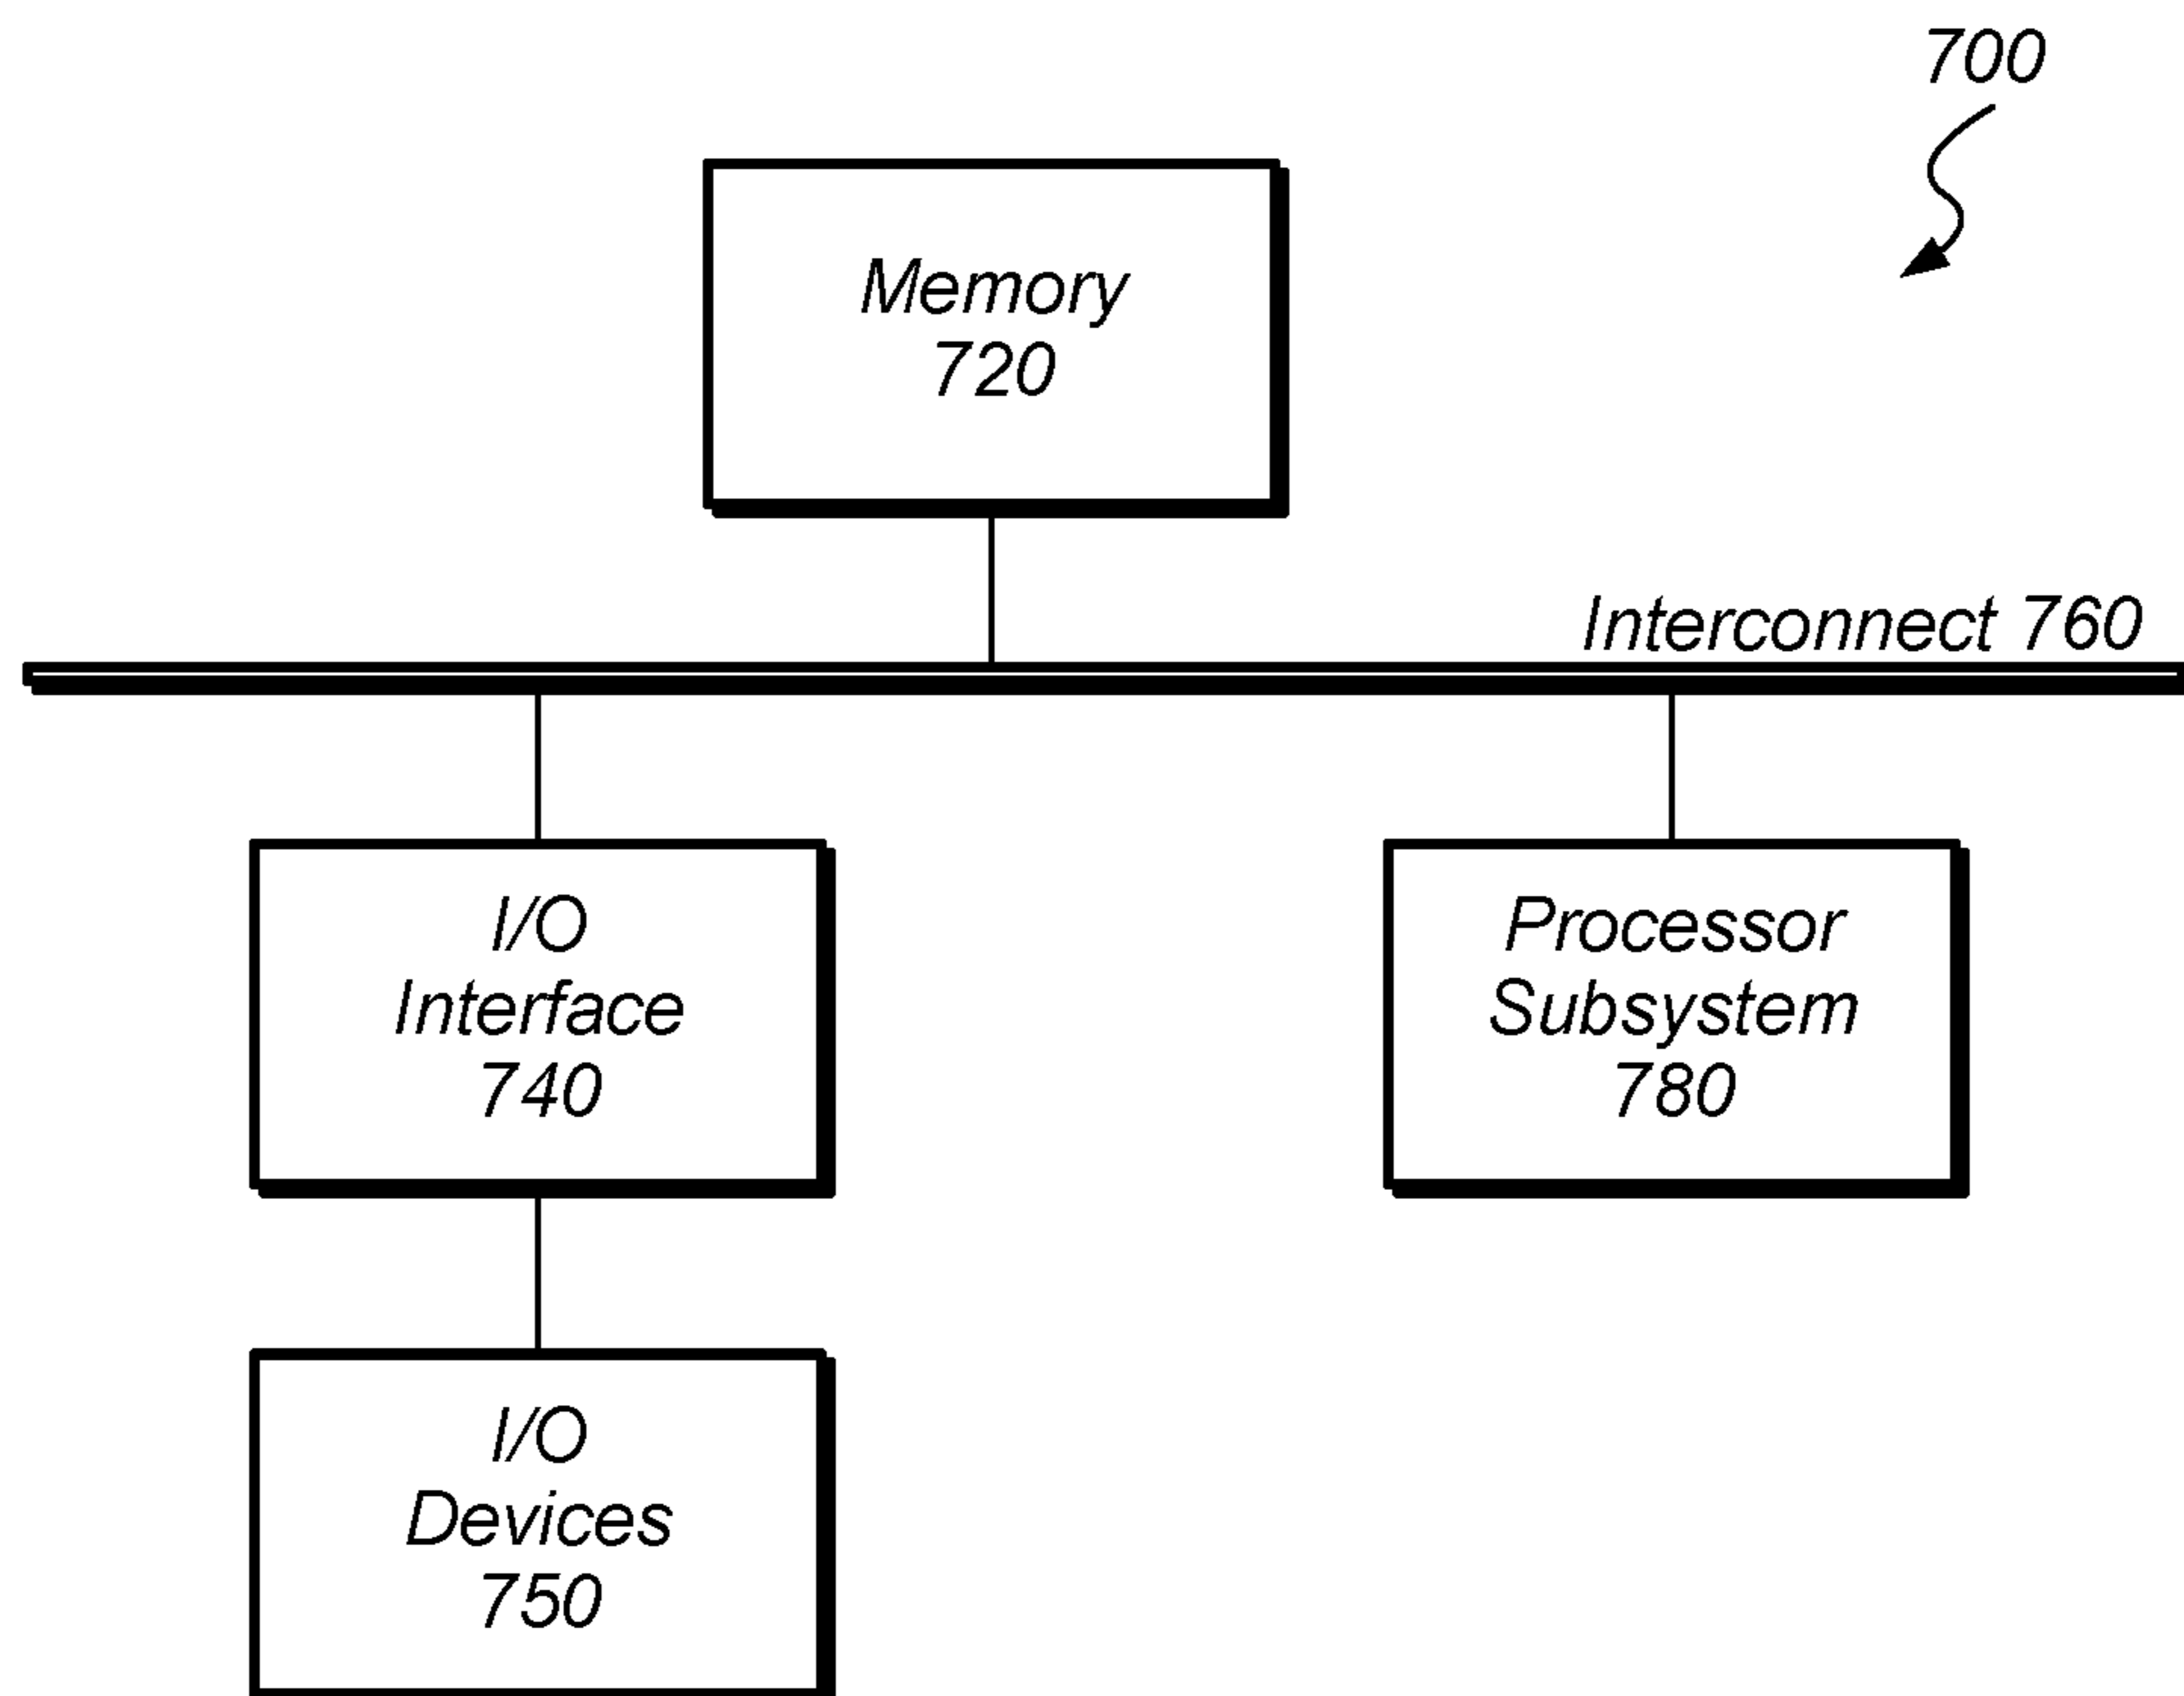 700
Memory
720
Interconnect 760
I/O
Interface
740
Processor
Subsystem
780
I/O
Devices
750